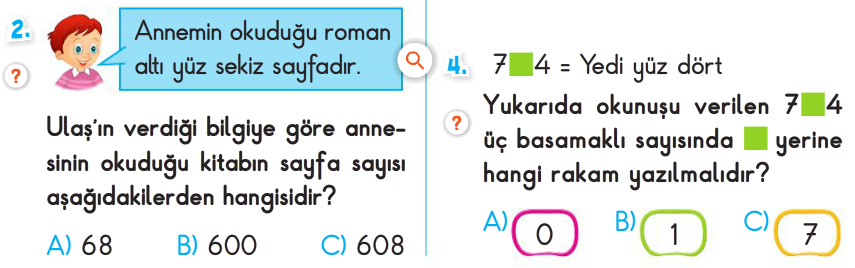 2.
Annemin okuduğu roman
altı yüz sekiz sayfadır.
?
Ulaş'ın verdiği bilgiye göre anne-
sinin okuduğu kitabın sayfa sayısı
aşağıdakilerden hangisidir?
A) 68 B) 600 C) 608
4. 7 4 = Yedi yüz dört
?
Yukarıda okunuşu verilen 7 4
üç basamaklı sayısında yerine
hangi rakam yazılmalıdır?
A) 0 B) 1 C) 7